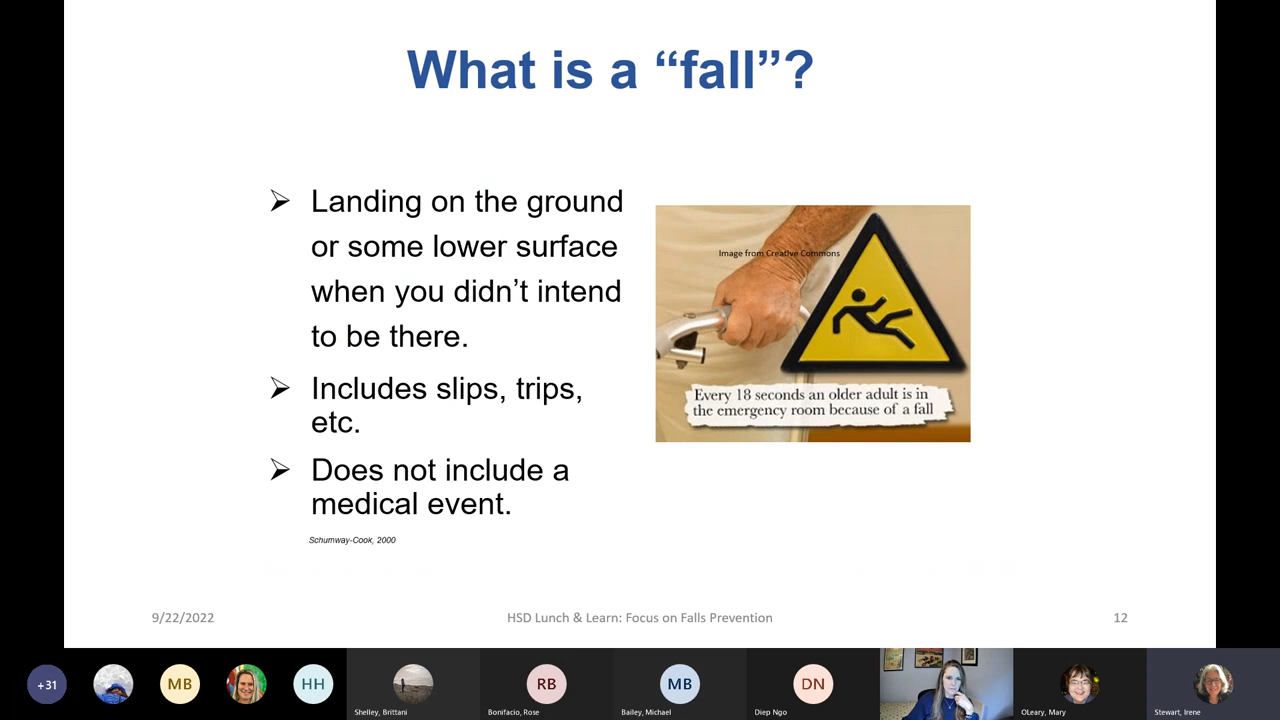 What is a “fall”?
➢ Landing on the ground
or some lower surface
when you didn’t intend
to be there.
➢ Includes slips, trips,
etc.
➢ Does not include a
medical event.
Schumway-Cook, 2000
Image from Creative Commons
Every 18 seconds an older adult is in
the emergency room because of a fall
9/22/2022
HSD Lunch & Learn: Focus on Falls Prevention
12
+31
MB
HH
RB
MB
DN
Shelley, Brittani
Bonifacio, Rose
Bailey, Michael
Diep Ngo
OLeary, Mary
Stewart, Irene